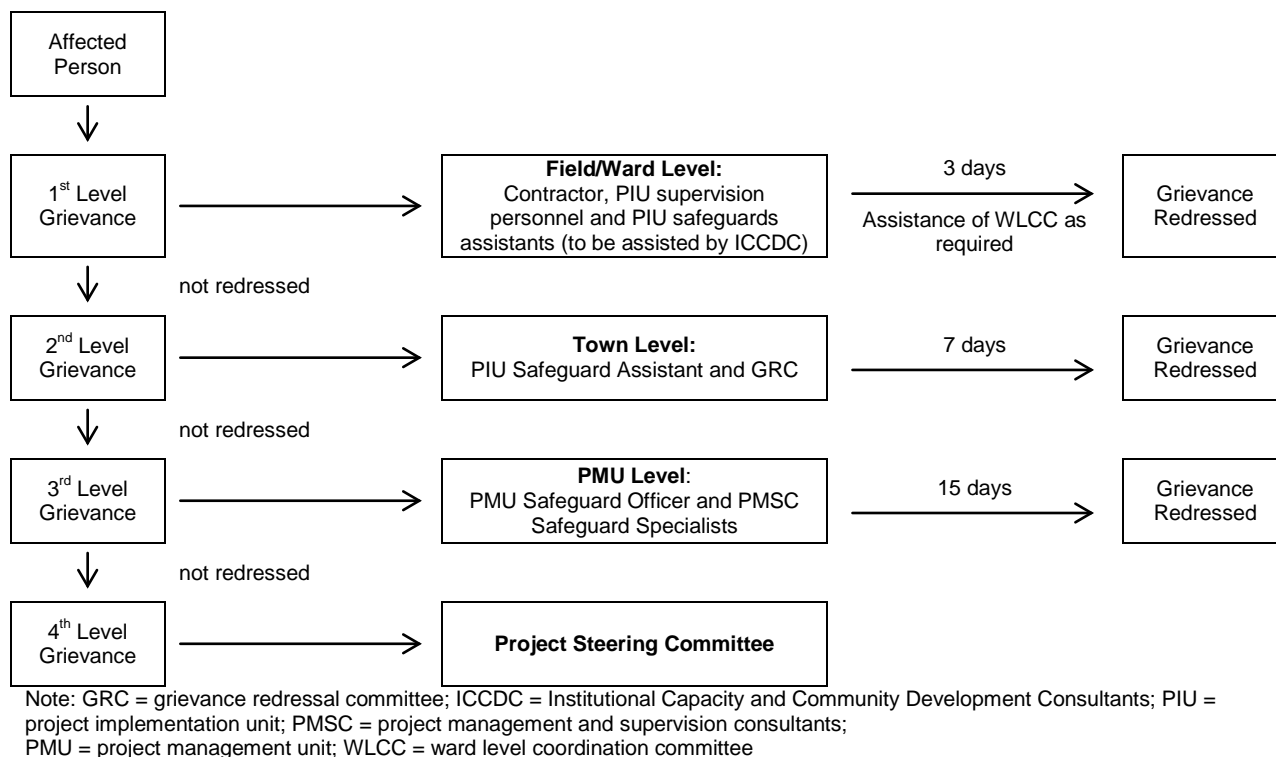 Affected
Person
1st Level
Grievance
Field/Ward Level:
Contractor, PIU supervision
personnel and PIU safeguards
assistants (to be assisted by ICCDC)
3 days
Assistance of WLCC as
required
Grievance
Redressed
not redressed
2nd Level
Grievance
Town Level:
PIU Safeguard Assistant and GRC
7 days
Grievance
Redressed
not redressed
3rd Level
Grievance
PMU Level:
PMU Safeguard Officer and PMSC
Safeguard Specialists
15 days
Grievance
Redressed
not redressed
4th Level
Grievance
Project Steering Committee
Note: GRC = grievance redressal committee; ICCDC = Institutional Capacity and Community Development Consultants; PIU =
project implementation unit; PMSC = project management and supervision consultants;
PMU = project management unit; WLCC = ward level coordination committee